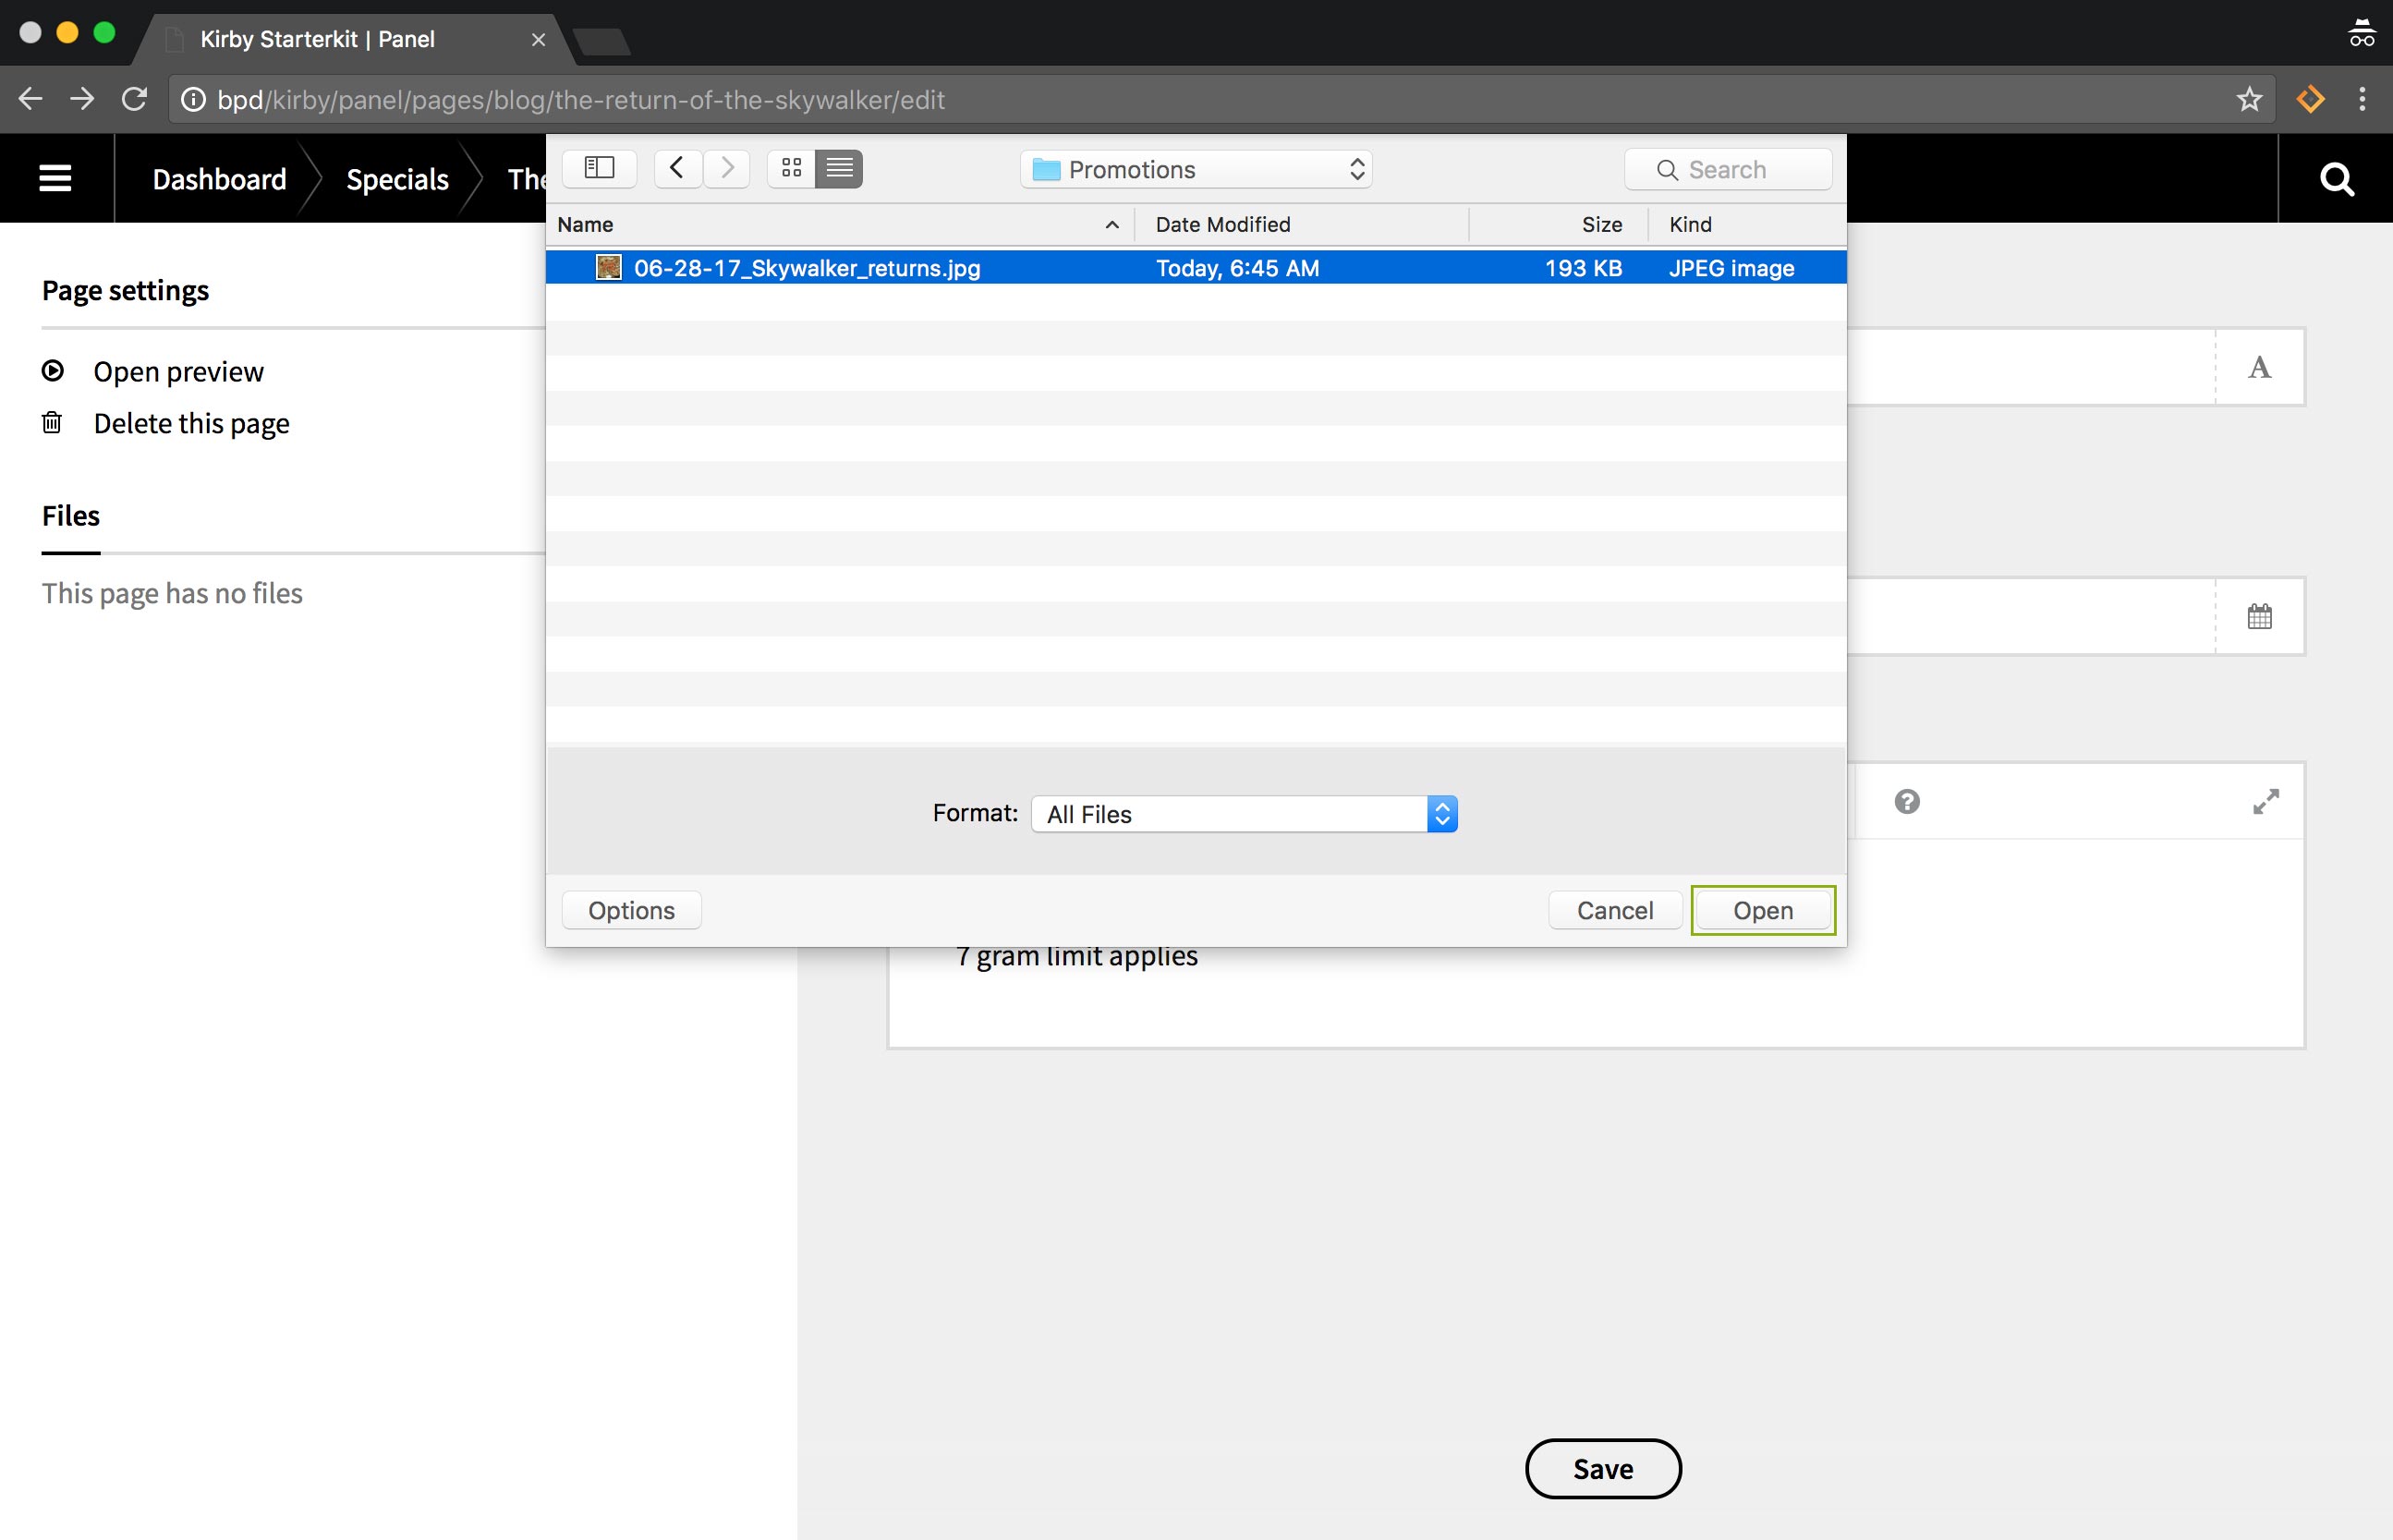 Kirby Starterkit | Panel
bpd/kirby/panel/pages/blog/the-return-of-the-skywalker/edit
Dashboard Specials The
Promotions
Search
Name Date Modified Size Kind
06-28-17_Skywalker_returns.jpg Today, 6:45 AM 193 KB JPEG image
Page settings
Open preview
Delete this page
Files
This page has no files
A
Format: All Files
Options Cancel Open
7 gram limit applies
Save